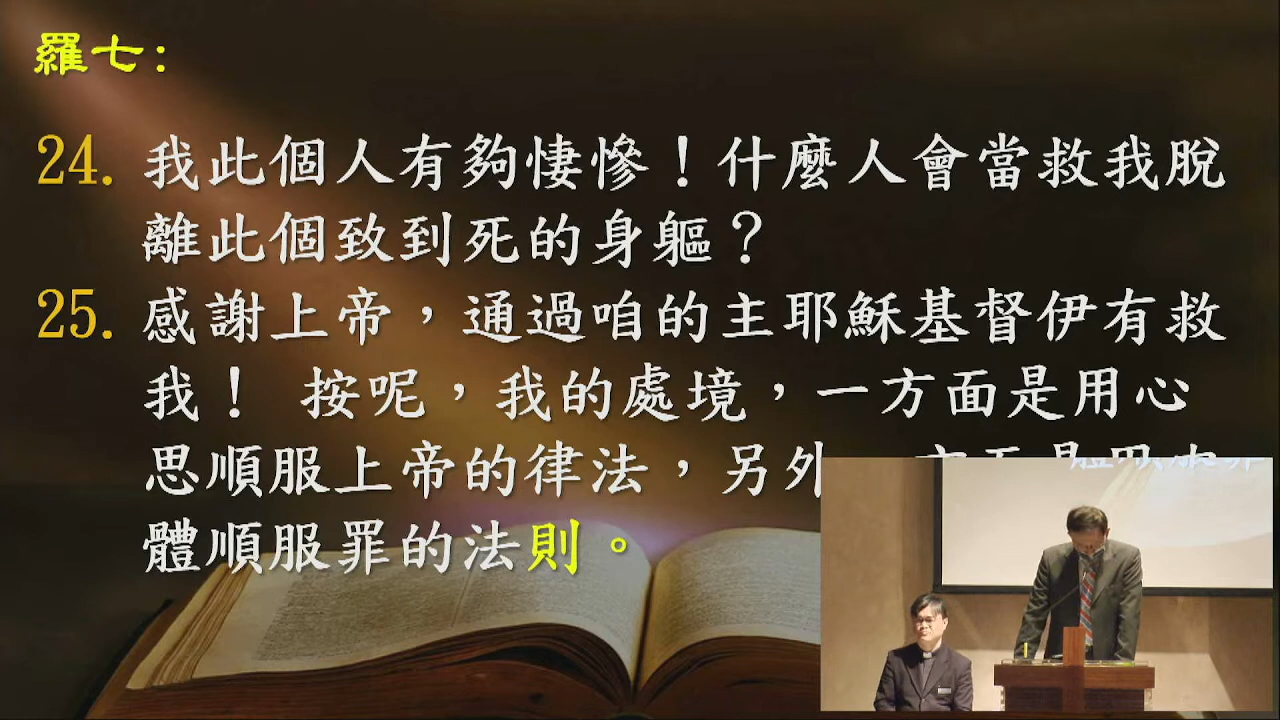 羅七:
24. 我此個人有夠悽慘！什麼人會當救我脫
離此個致到死的身軀？
25. 感謝上帝，通過咱的主耶穌基督伊有救
我！ 按呢，我的處境，一方面是用心
思順服上帝的律法，另外
體順服罪的法則。